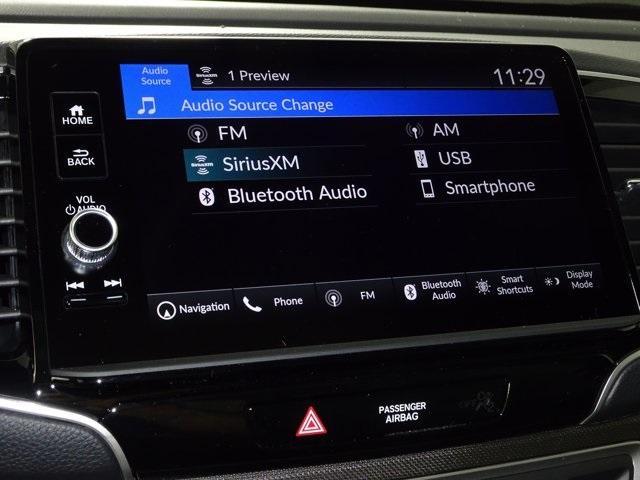 Audio Source
SiriusXM
1 Preview
11:29
Audio Source Change
HOME
BACK
VOL
AUDIO
FM
AM
SiriusXM
USB
Bluetooth Audio
Smartphone
Navigation
Phone
FM
Bluetooth Audio
Smart Shortcuts
Display Mode
PASSENGER
AIRBAG